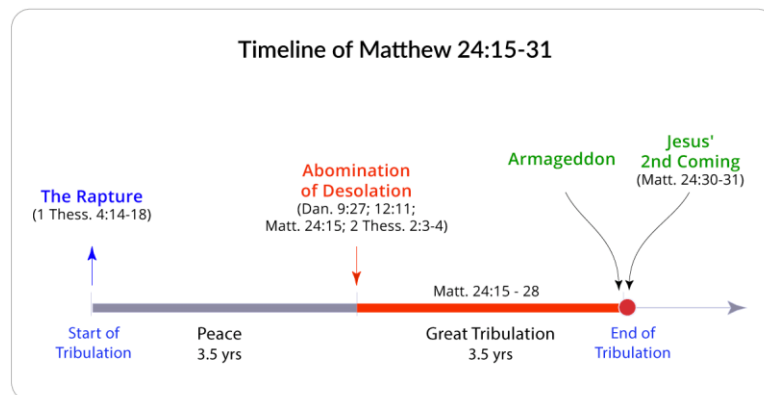 Timeline of Matthew 24:15-31
The Rapture
(1 Thess. 4:14-18)
Abomination
of Desolation
(Dan. 9:27; 12:11;
Matt. 24:15; 2 Thess. 2:3-4)
Armageddon
Jesus'
2nd Coming
(Matt. 24:30-31)
Matt. 24:15 - 28
Start of
Tribulation
Peace
3.5 yrs
Great Tribulation
3.5 yrs
End of
Tribulation